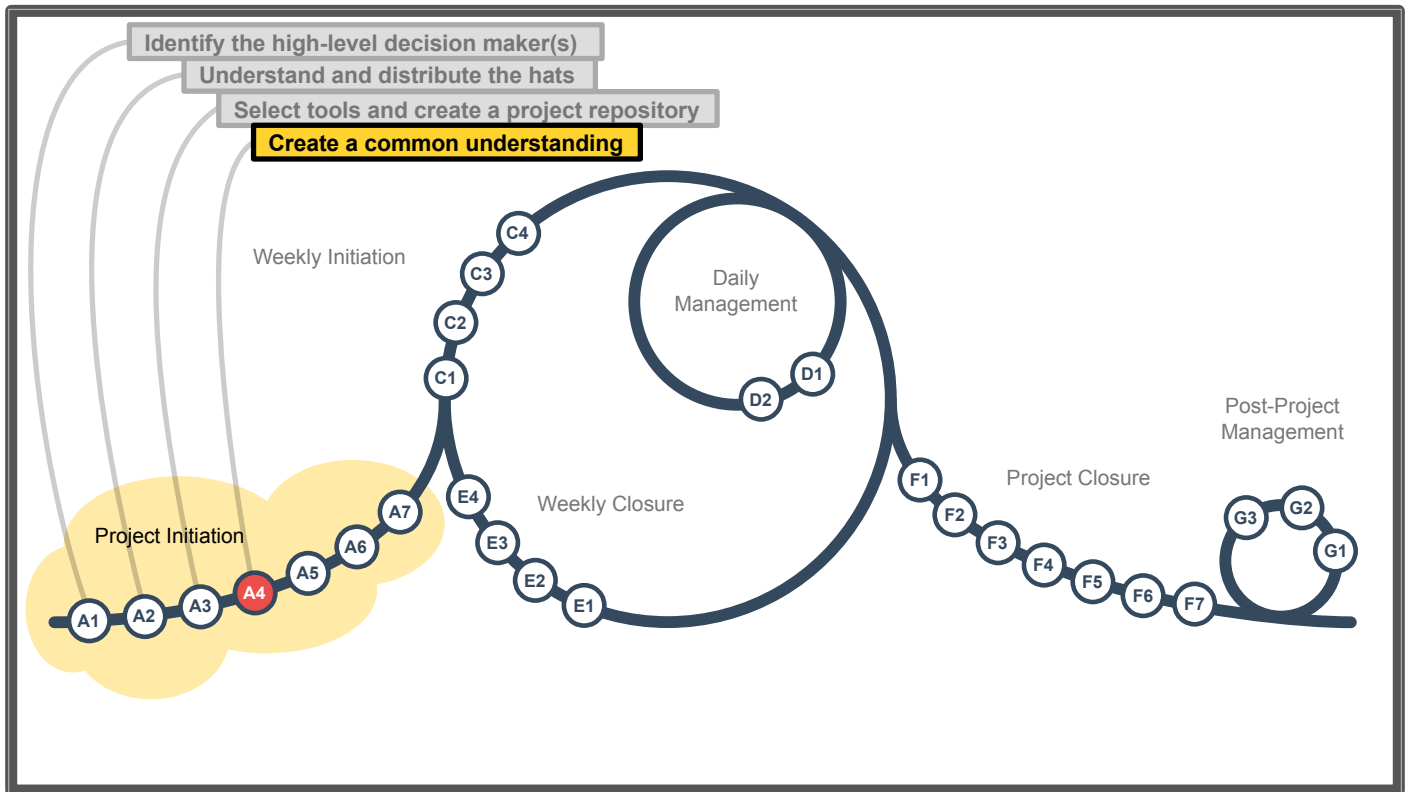 Identify the high-level decision maker(s)
Understand and distribute the hats
Select tools and create a project repository
Create a common understanding
Weekly Initiation
C4
C3
C2
C1
Daily
Management
D1
D2
Post-Project
Management
Project Initiation
A1
A2
A3
A4
A5
A6
A7
Weekly Closure
E4
E3
E2
E1
Project Closure
F1
F2
F3
F4
F5
F6
F7
G3
G2
G1